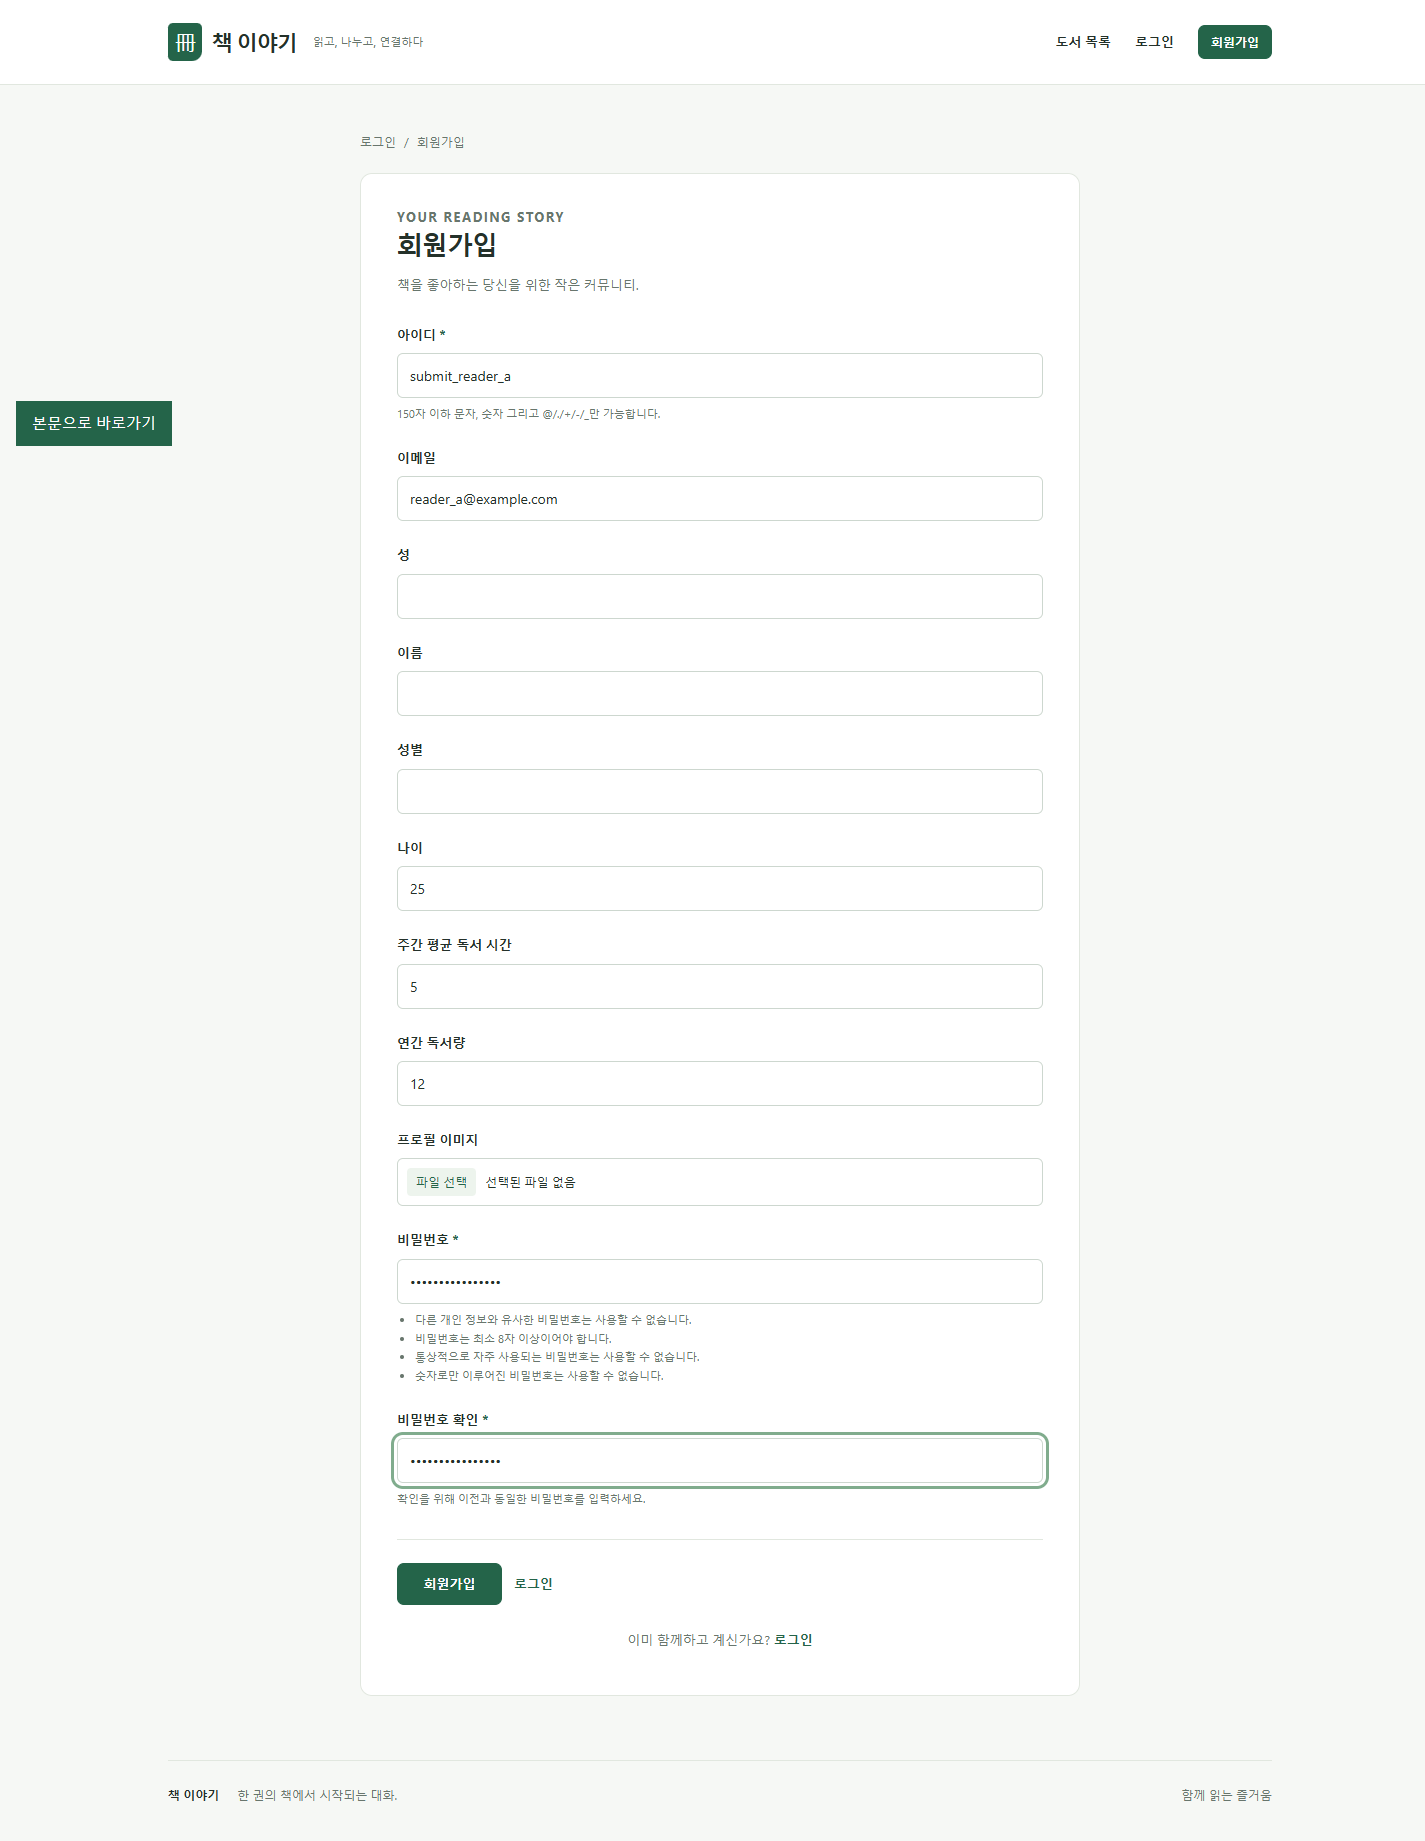 冊 책 이야기 읽고, 나누고, 연결하다 도서 목록 로그인 회원가입
로그인 / 회원가입
YOUR READING STORY
회원가입
책을 좋아하는 당신을 위한 작은 커뮤니티.
아이디 *
submit_reader_a
150자 이하 문자, 숫자 그리고 @/./+/-/_만 가능합니다.
본문으로 바로가기
이메일
reader_a@example.com
성
이름
성별
나이
25
주간 평균 독서 시간
5
연간 독서량
12
프로필 이미지
파일 선택 선택된 파일 없음
비밀번호 *
••••••••••••••••
• 다른 개인 정보와 유사한 비밀번호는 사용할 수 없습니다.
• 비밀번호는 최소 8자 이상이어야 합니다.
• 통상적으로 자주 사용되는 비밀번호는 사용할 수 없습니다.
• 숫자로만 이루어진 비밀번호는 사용할 수 없습니다.
비밀번호 확인 *
••••••••••••••••
확인을 위해 이전과 동일한 비밀번호를 입력하세요.
회원가입 로그인
이미 함께하고 계신가요? 로그인
책 이야기 한 권의 책에서 시작되는 대화. 함께 읽는 즐거움